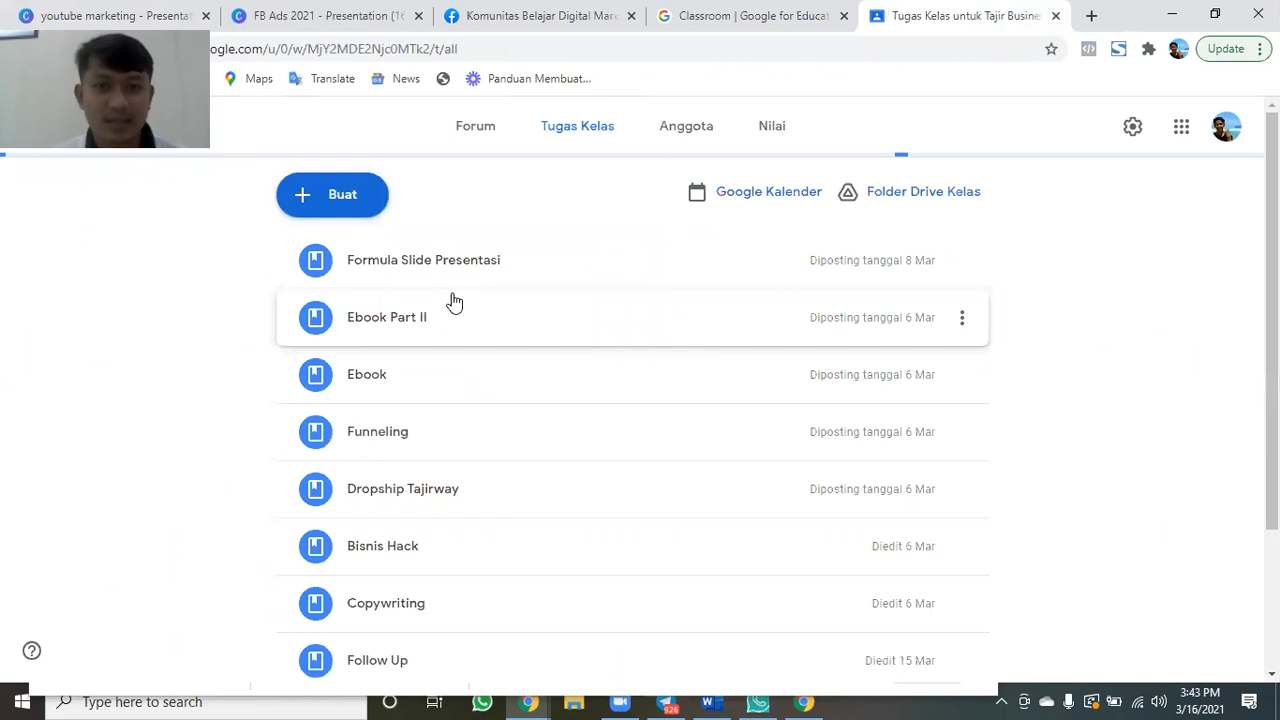 youtube marketing - Presentat
FB Ads 2021 - Presentation (16
Komunitas Belajar Digital Mark
Classroom | Google for Educat
Tugas Kelas untuk Tajir Busine
ogle.com/u/0/w/MjY2MDE2Njc0MTk2/t/all
Update
Maps
Translate
News
Panduan Membuat...
Forum
Tugas Kelas
Anggota
Nilai
Buat
Google Kalender
Folder Drive Kelas
Formula Slide Presentasi
Diposting tanggal 8 Mar
Ebook Part II
Diposting tanggal 6 Mar
Ebook
Diposting tanggal 6 Mar
Funneling
Diposting tanggal 6 Mar
Dropship Tajirway
Diposting tanggal 6 Mar
Bisnis Hack
Diedit 6 Mar
Copywriting
Diedit 6 Mar
Follow Up
Diedit 15 Mar
Type here to search
926
3:43 PM
3/16/2021